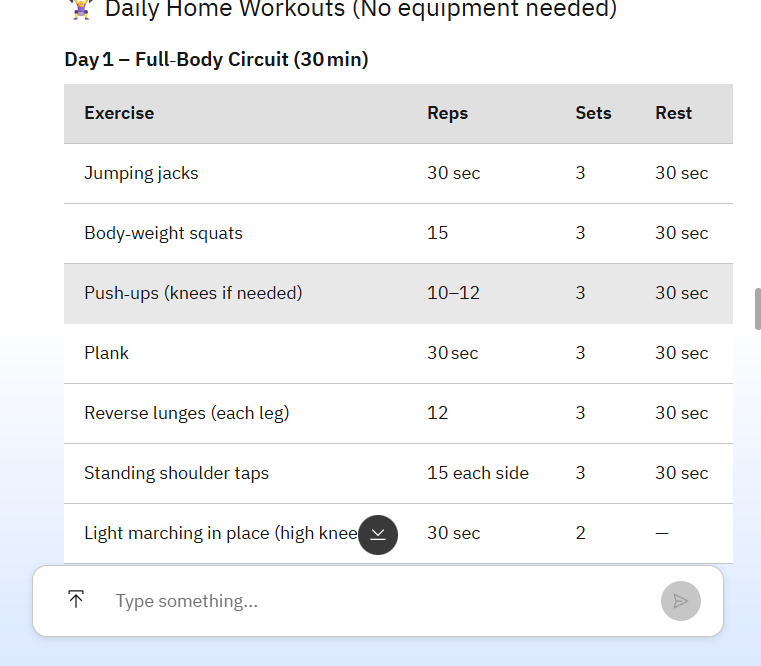 Daily Home Workouts (No equipment needed)
Day 1 – Full-Body Circuit (30 min)
Exercise Reps Sets Rest
Jumping jacks 30 sec 3 30 sec
Body-weight squats 15 3 30 sec
Push-ups (knees if needed) 10–12 3 30 sec
Plank 30 sec 3 30 sec
Reverse lunges (each leg) 12 3 30 sec
Standing shoulder taps 15 each side 3 30 sec
Light marching in place (high knee 30 sec 2 —
Type something...